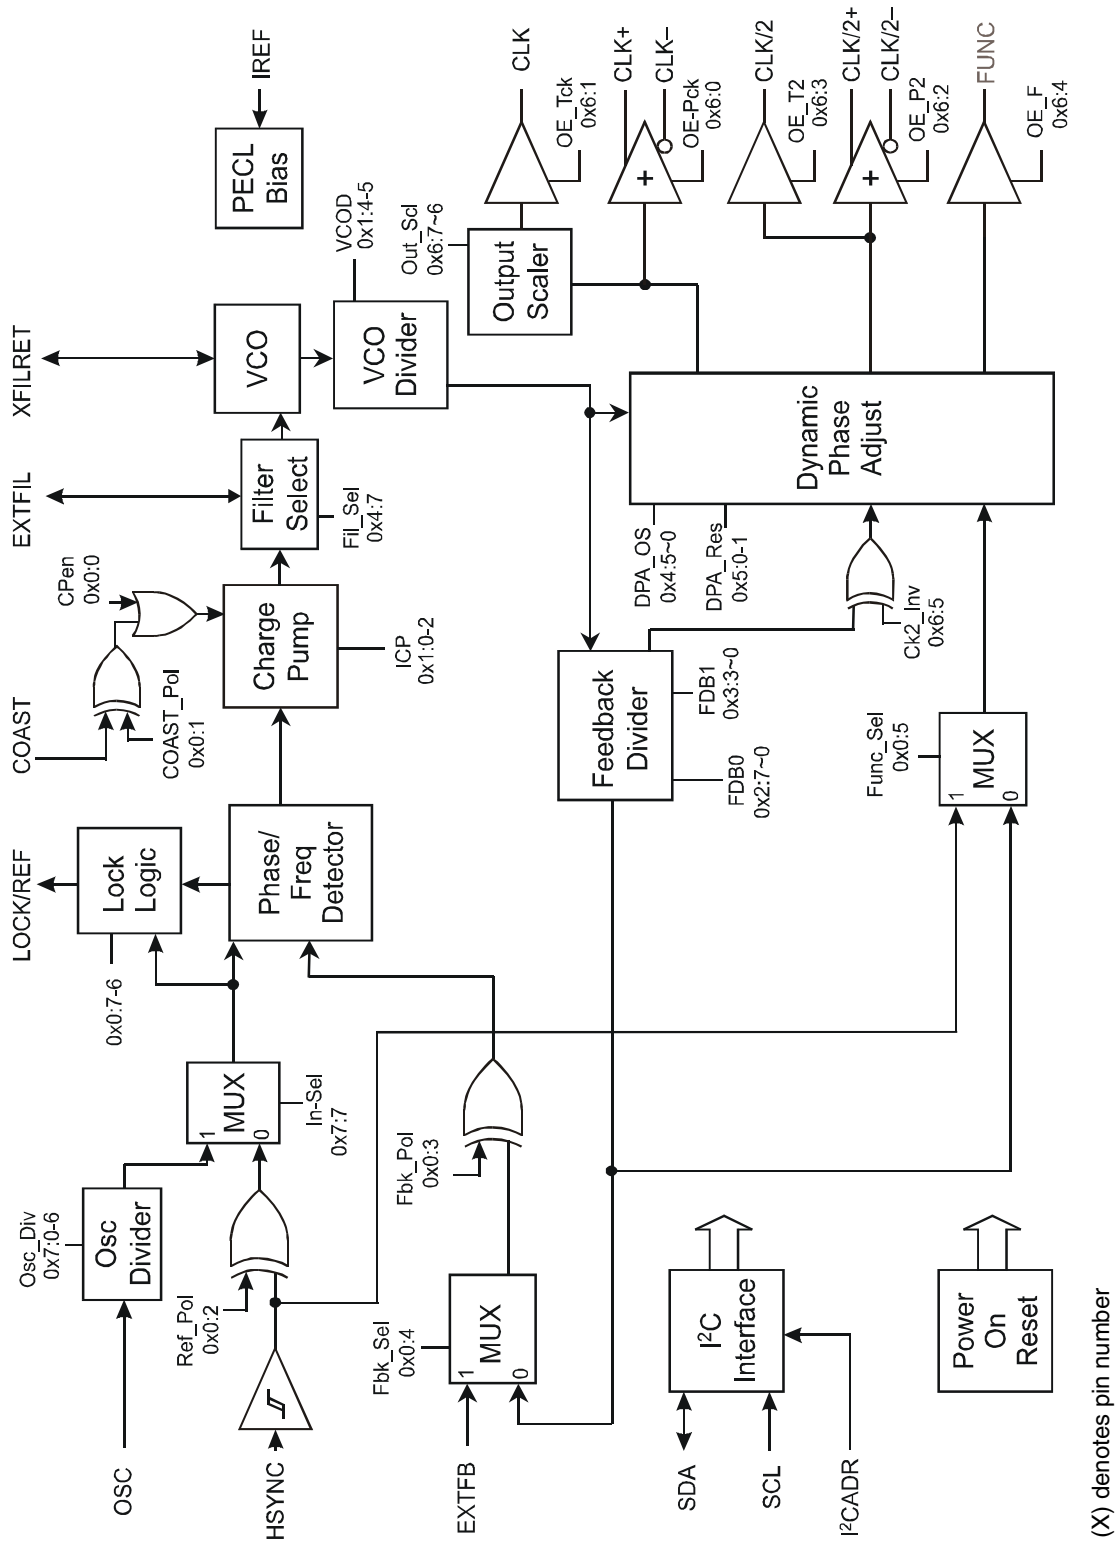 OSC
Osc_Div
0x7:0-6
Osc
Divider
HSYNC
Ref_Pol
0x0:2
1
MUX
0
In-Sel
0x7:7
0x0:7-6
LOCK/REF
Lock
Logic
Phase/
Freq
Detector
COAST
COAST_Pol
0x0:1
CPen
0x0:0
Charge
Pump
ICP
0x1:0-2
EXTFIL
Filter
Select
Fil_Sel
0x4:7
XFILRET
VCO
VCO
Divider
VCOD
0x1:4-5
PECL
Bias
IREF
EXTFB
Fbk_Sel
0x0:4
1
MUX
0
Fbk_Pol
0x0:3
Feedback
Divider
FDB0
0x2:7~0
FDB1
0x3:3~0
DPA_OS
0x4:5~0
DPA_Res
0x5:0-1
Dynamic
Phase
Adjust
Ck2_Inv
0x6:5
Func_Sel
0x0:5
1
MUX
0
Out_Scl
0x6:7~6
Output
Scaler
CLK
OE_Tck
0x6:1
CLK+
CLK–
+
OE-Pck
0x6:0
CLK/2
OE_T2
0x6:3
CLK/2+
CLK/2–
+
OE_P2
0x6:2
FUNC
OE_F
0x6:4
SDA
SCL
I2CADR
I2C
Interface
Power
On
Reset
(X) denotes pin number